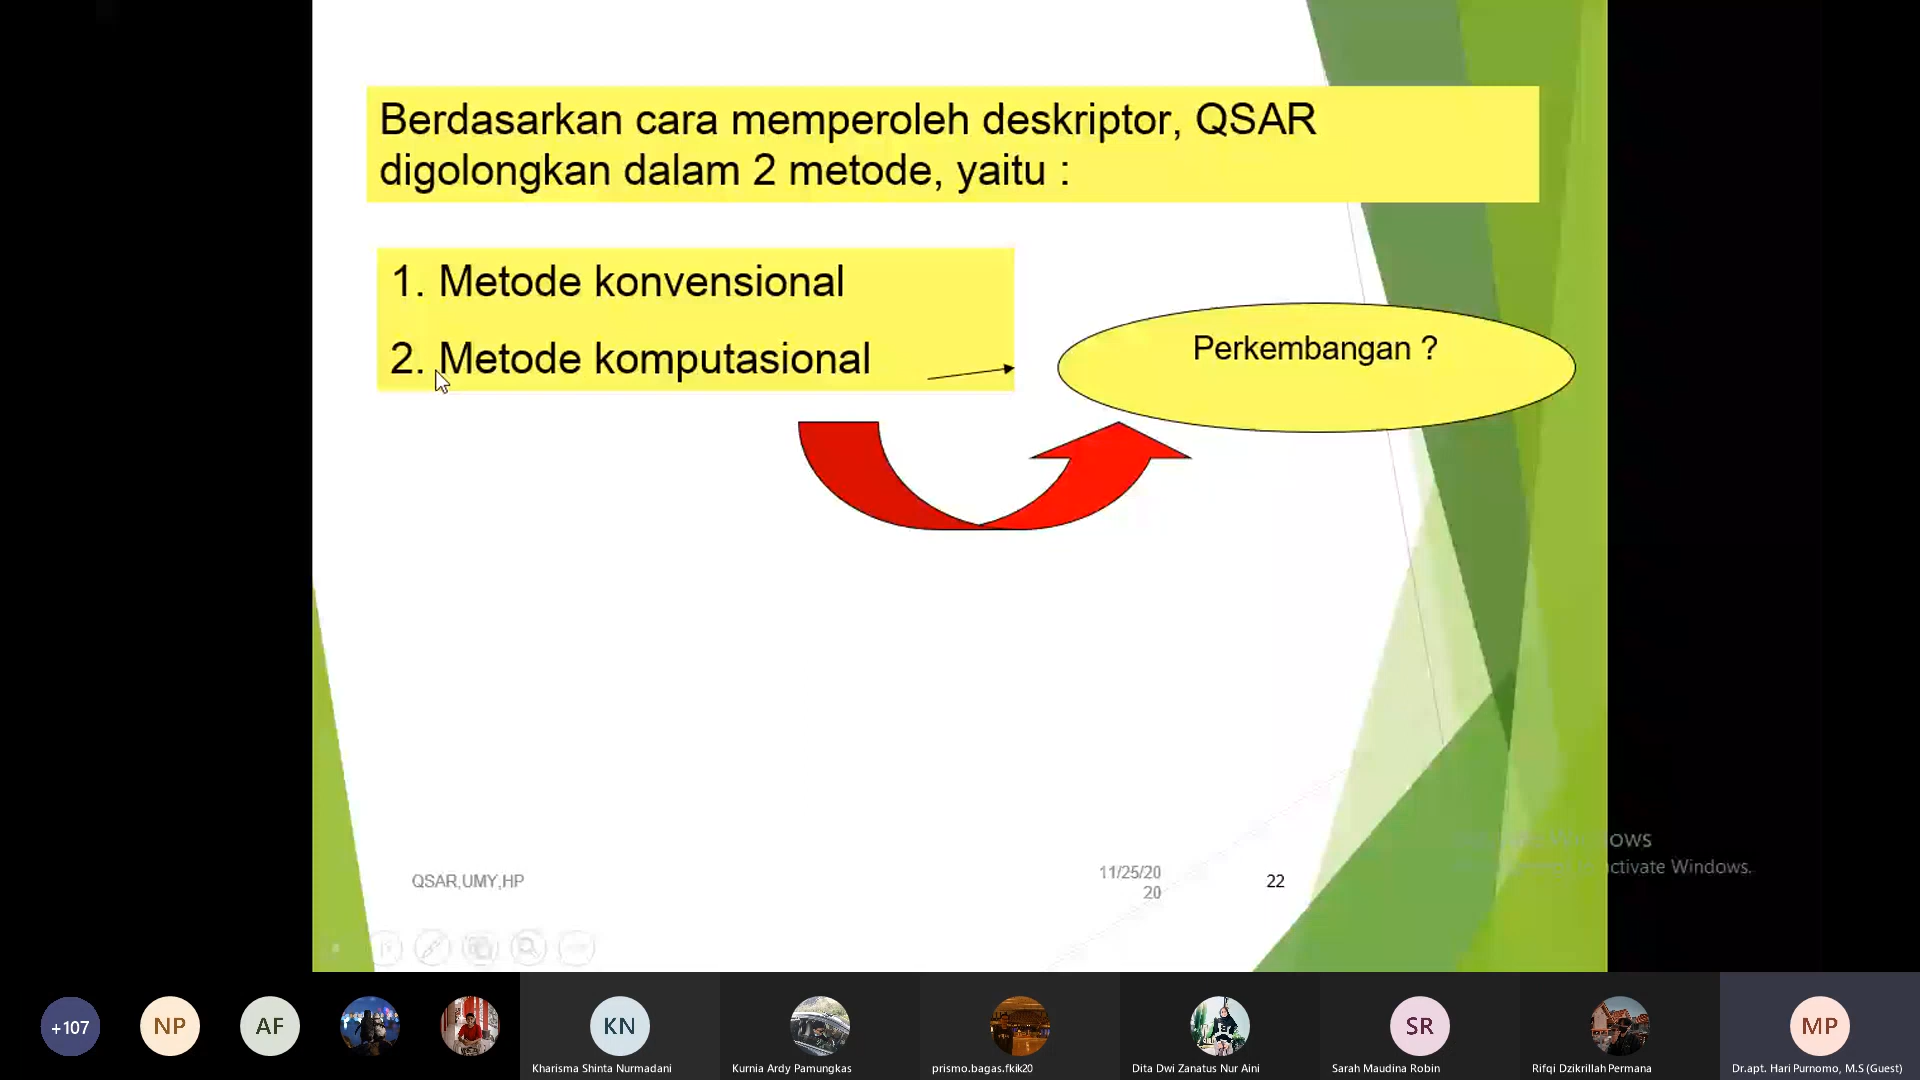 Berdasarkan cara memperoleh deskriptor, QSAR
digolongkan dalam 2 metode, yaitu :
1. Metode konvensional
2. Metode komputasional
Perkembangan ?
QSAR,UMY,HP
11/25/20
20
22
ctivate Windows.
+107
NP
AF
KN
SR
MP
Kharisma Shinta Nurmadani
Kurnia Ardy Pamungkas
prismo.bagas.fkik20
Dita Dwi Zanatus Nur Aini
Sarah Maudina Robin
Rifqi Dzikrillah Permana
Dr.apt. Hari Purnomo, M.S (Guest)